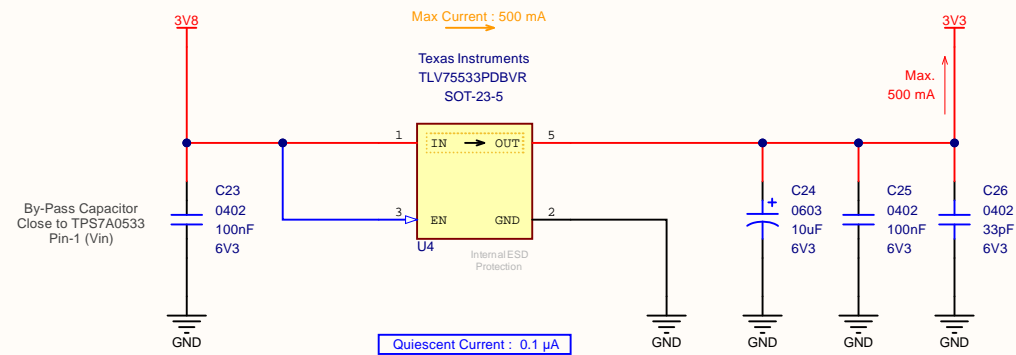 Max Current : 500 mA
3V8
3V3
Texas Instruments
TLV75533PDBVR
SOT-23-5
Max.
500 mA
1
IN
OUT
5
3
EN
GND
2
U4
Internal ESD
Protection
By-Pass Capacitor
Close to TPS7A0533
Pin-1 (Vin)
C23
0402
100nF
6V3
C24
0603
10uF
6V3
C25
0402
100nF
6V3
C26
0402
33pF
6V3
+
GND
GND
GND
GND
GND
Quiescent Current : 0.1 µA